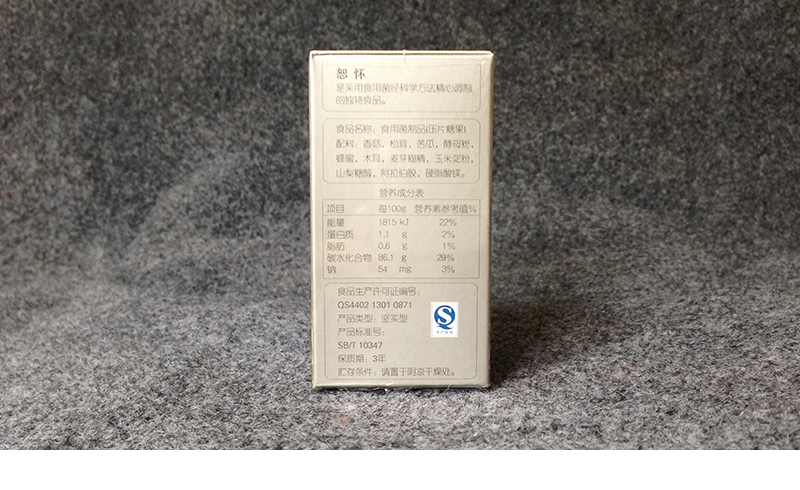 恕 怀
是采用食用菌经科学方法精心调制
的独特食品。
食品名称：食用菌制品(压片糖果)
配料：香菇，松茸，苦瓜，酵母粉，
蜂蜜，木耳，麦芽糊精，玉米淀粉，
山梨糖醇，阿拉伯胶，硬脂酸镁。
营养成分表
项目 每100g 营养素参考值%
能量 1815 kJ 22%
蛋白质 1.1 g 2%
脂肪 0.6 g 1%
碳水化合物 86.1 g 29%
钠 54 mg 3%
食品生产许可证编号：
QS4402 1301 0871
产品类型：坚实型
产品标准号：
SB/T 10347
保质期：3年
贮存条件：请置于阴凉干燥处。